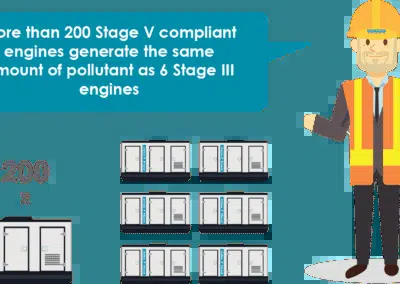 ore than 200 Stage V compliant
engines generate the same
mount of pollutant as 6 Stage III
engines
209